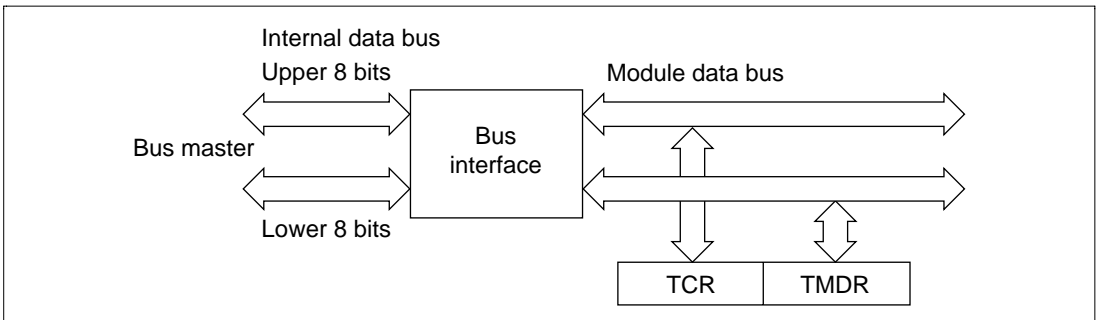 Internal data bus
Upper 8 bits
Module data bus
Bus master
Bus
interface
Lower 8 bits
TCR
TMDR